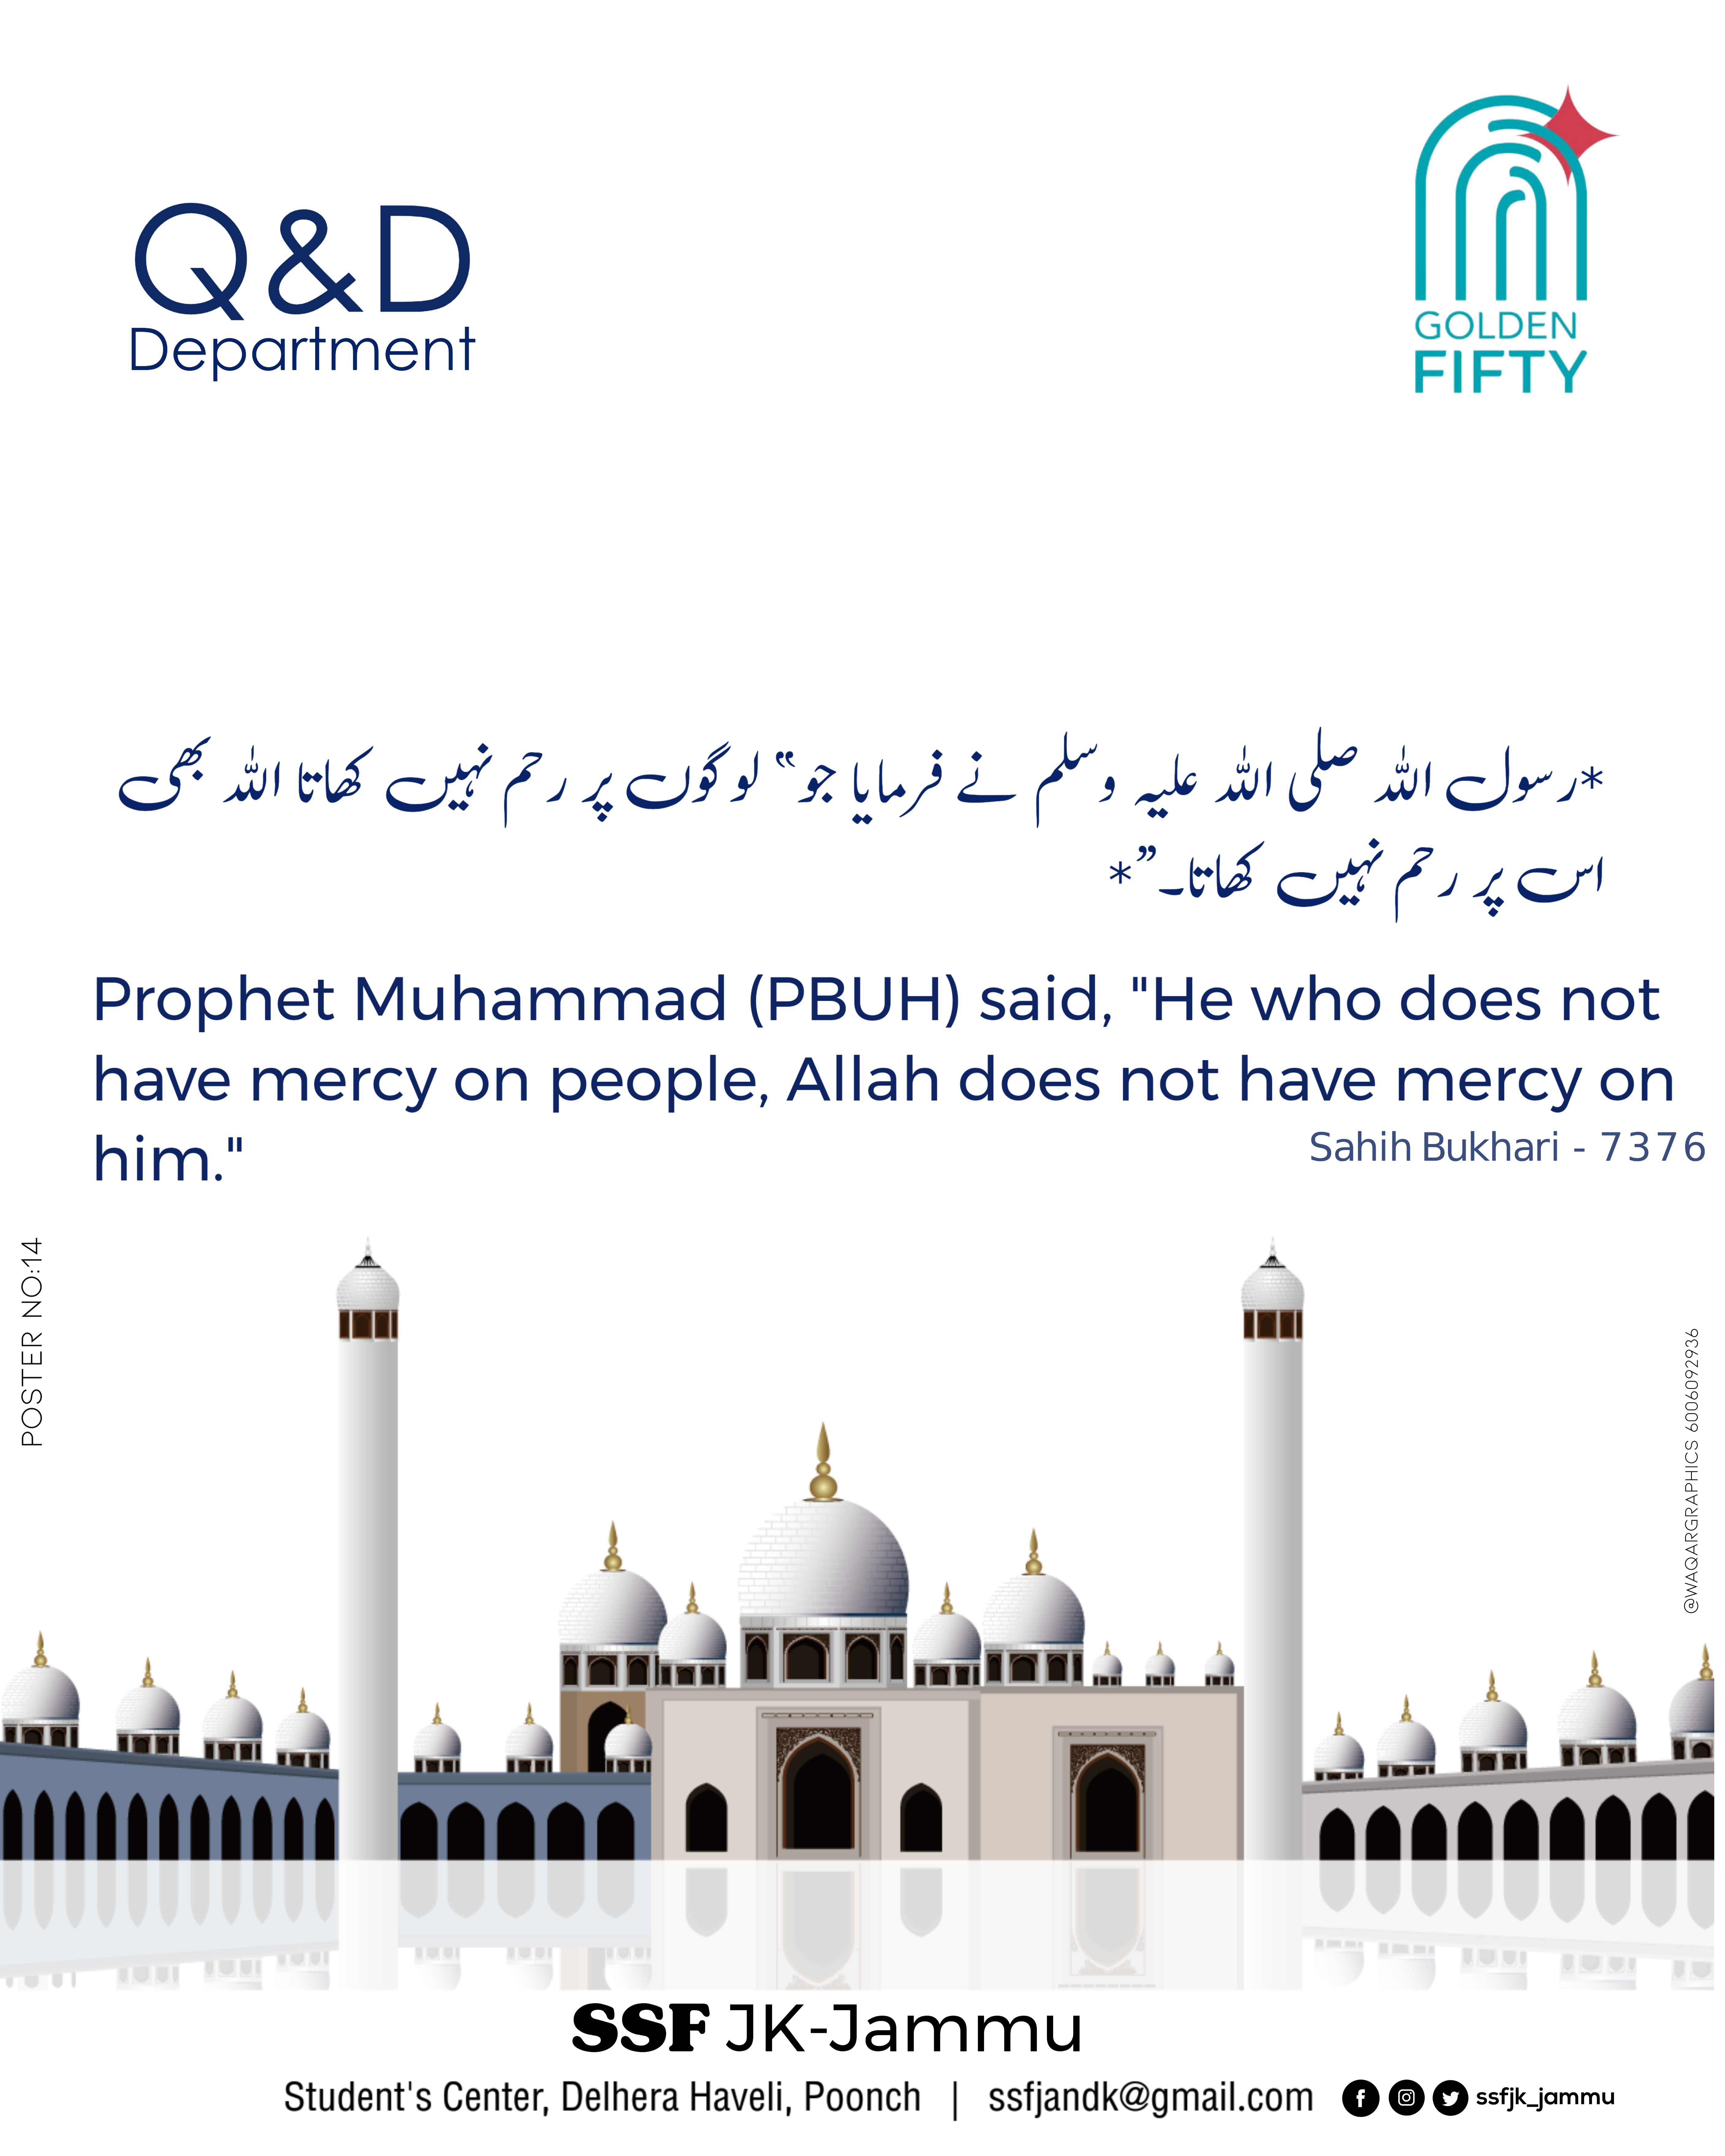 Q&D
Department
GOLDEN
FIFTY
*رسول اللہ صلی اللہ علیہ وسلم نے فرمایا جو“ لوگوں پر رحم نہیں کھاتا اللہ بھی
اس پر رحم نہیں کھاتا۔”*
Prophet Muhammad (PBUH) said, "He who does not
have mercy on people, Allah does not have mercy on
him."
Sahih Bukhari - 7376
POSTER NO:14
@WAQARGRAPHICS 6006092936
SSF JK-Jammu
Student's Center, Delhera Haveli, Poonch | ssfjandk@gmail.com ssfjk_jammu